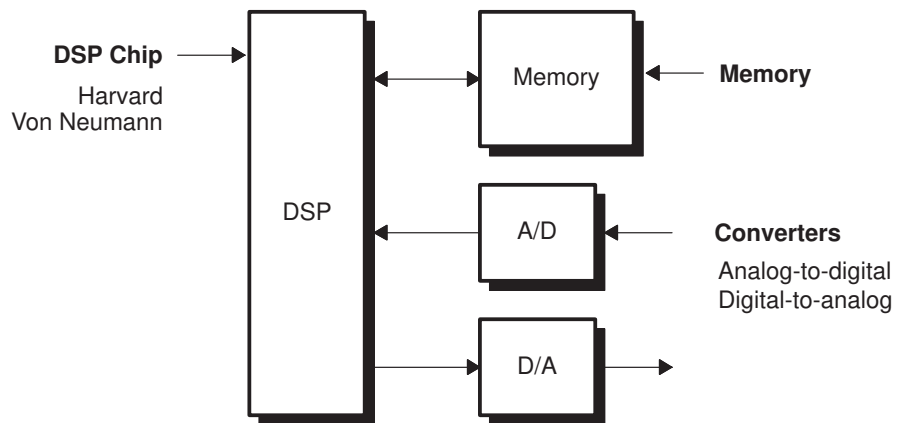 DSP Chip
Harvard
Von Neumann
DSP
Memory
Memory
A/D
Converters
Analog-to-digital
Digital-to-analog
D/A